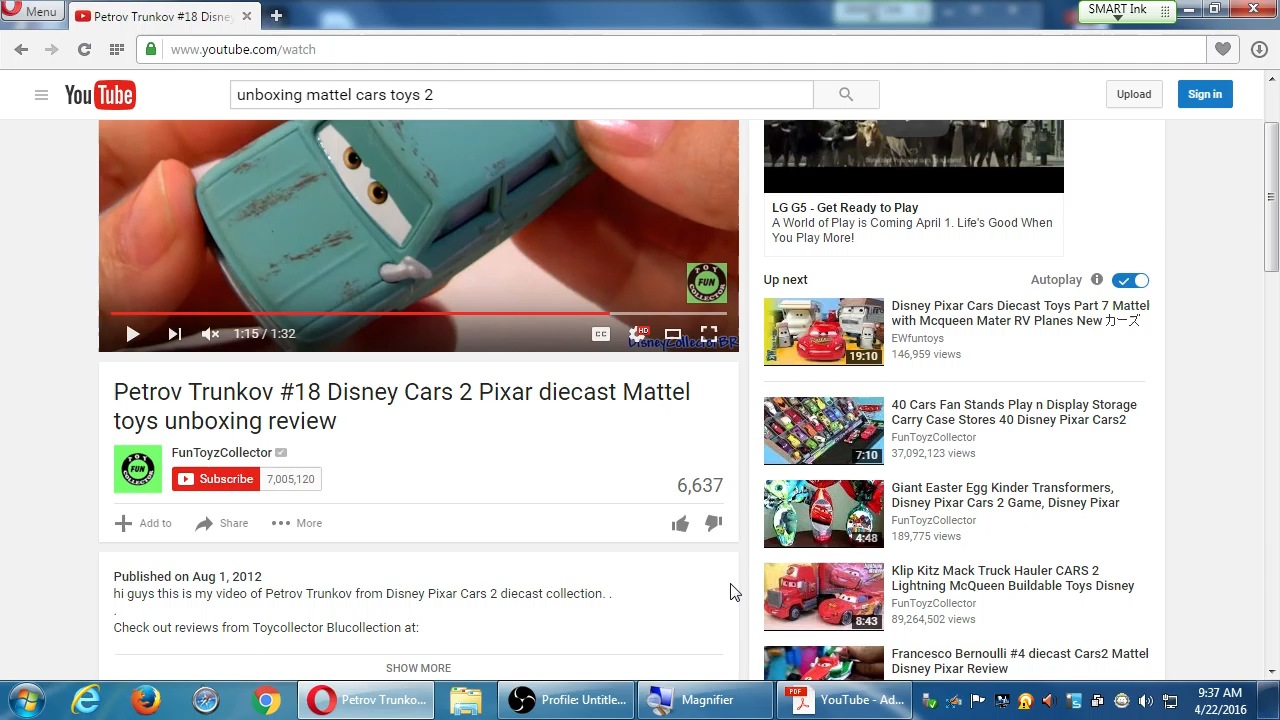 Menu
Petrov Trunkov #18 Disne
SMART Ink
www.youtube.com/watch
YouTube
unboxing mattel cars toys 2
Upload
Sign in
TOY
FUN
COLLECTOR
1:15 / 1:32
CC
HD
DisneyCollectorBR
LG G5 - Get Ready to Play
A World of Play is Coming April 1. Life's Good When
You Play More!
Up next
Autoplay
Disney Pixar Cars Diecast Toys Part 7 Mattel
with Mcqueen Mater RV Planes New カーズ
EWfuntoys
146,959 views
19:10
40 Cars Fan Stands Play n Display Storage
Carry Case Stores 40 Disney Pixar Cars2
FunToyzCollector
37,092,123 views
7:10
Giant Easter Egg Kinder Transformers,
Disney Pixar Cars 2 Game, Disney Pixar
FunToyzCollector
189,775 views
4:48
Klip Kitz Mack Truck Hauler CARS 2
Lightning McQueen Buildable Toys Disney
FunToyzCollector
89,264,502 views
8:43
Francesco Bernoulli #4 diecast Cars2 Mattel
Disney Pixar Review
Petrov Trunkov #18 Disney Cars 2 Pixar diecast Mattel
toys unboxing review
FunToyzCollector
Subscribe
7,005,120
6,637
Add to
Share
More
Published on Aug 1, 2012
hi guys this is my video of Petrov Trunkov from Disney Pixar Cars 2 diecast collection. .
.
Check out reviews from Toycollector Blucollection at:
SHOW MORE
Petrov Trunko...
Profile: Untitle...
Magnifier
PDF
YouTube - Ad...
9:37 AM
4/22/2016